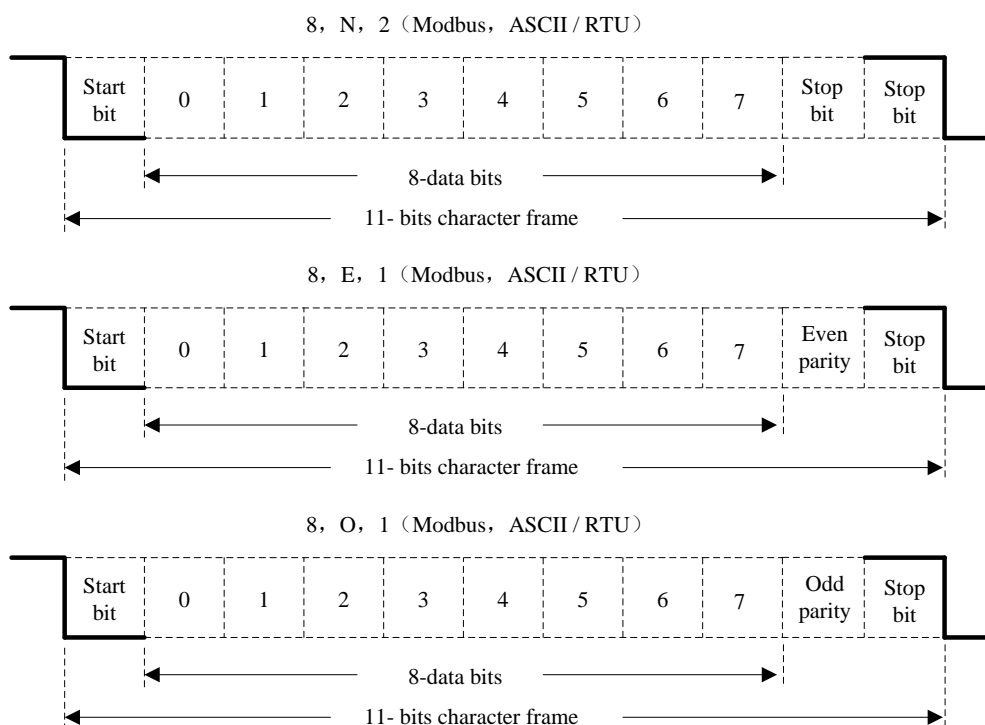 8，N，2（Modbus，ASCII / RTU）
Start bit 0 1 2 3 4 5 6 7 Stop bit Stop bit
8-data bits
11- bits character frame
8，E，1（Modbus，ASCII / RTU）
Start bit 0 1 2 3 4 5 6 7 Even parity Stop bit
8-data bits
11- bits character frame
8，O，1（Modbus，ASCII / RTU）
Start bit 0 1 2 3 4 5 6 7 Odd parity Stop bit
8-data bits
11- bits character frame